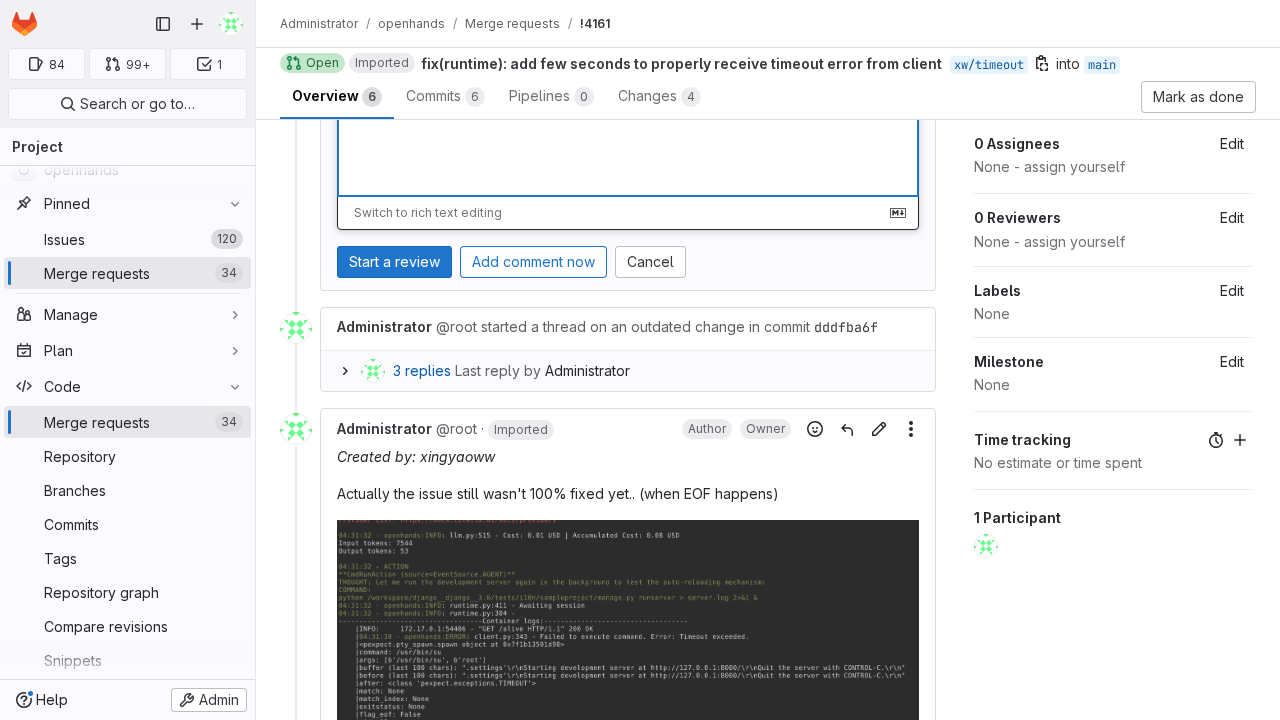 Administrator / openhands / Merge requests / !4161
84
99+
1
Search or go to…
Project
openhands
Pinned
Issues 120
Merge requests 34
Manage
Plan
Code
Merge requests 34
Repository
Branches
Commits
Tags
Repository graph
Compare revisions
Snippets
Help
Admin
Open Imported fix(runtime): add few seconds to properly receive timeout error from client xw/timeout into main
Overview 6
Commits 6
Pipelines 0
Changes 4
Mark as done
Switch to rich text editing
Start a review
Add comment now
Cancel
Administrator @root started a thread on an outdated change in commit dddfba6f
3 replies Last reply by Administrator
Administrator @root · Imported
Author
Owner
Created by: xingyaoww
Actually the issue still wasn't 100% fixed yet.. (when EOF happens)
04:31:32 - openhands:INFO: llm.py:515 - Cost: 0.01 USD | Accumulated Cost: 0.08 USD
Input tokens: 7544
Output tokens: 53
04:31:32 - ACTION
**CmdRunAction (source=EventSource.AGENT)**
THOUGHT: Let me run the development server again in the background to test the auto-reloading mechanism:
COMMAND:
python /workspace/django__django__3.0/tests/i18n/sampleproject/manage.py runserver > server.log 2>&1 &
04:31:32 - openhands:INFO: runtime.py:411 - Awaiting session
04:31:32 - openhands:INFO: runtime.py:304 -
-----------------------------------Container logs:-----------------------------------
|INFO: 172.17.0.1:54406 - "GET /alive HTTP/1.1" 200 OK
|04:31:30 - openhands:ERROR: client.py:343 - Failed to execute command. Error: Timeout exceeded.
|<pexpect.pty_spawn.spawn object at 0x7f1b13501d90>
|command: /usr/bin/su
|args: [b'/usr/bin/su', b'root']
|buffer (last 100 chars): ".settings'\r\nStarting development server at http://127.0.0.1:8000/\r\nQuit the server with CONTROL-C.\r\n"
|before (last 100 chars): ".settings'\r\nStarting development server at http://127.0.0.1:8000/\r\nQuit the server with CONTROL-C.\r\n"
|after: <class 'pexpect.exceptions.TIMEOUT'>
|match: None
|match_index: None
|exitstatus: None
|flag_eof: False
0 Assignees
Edit
None - assign yourself
0 Reviewers
Edit
None - assign yourself
Labels
Edit
None
Milestone
Edit
None
Time tracking
No estimate or time spent
1 Participant